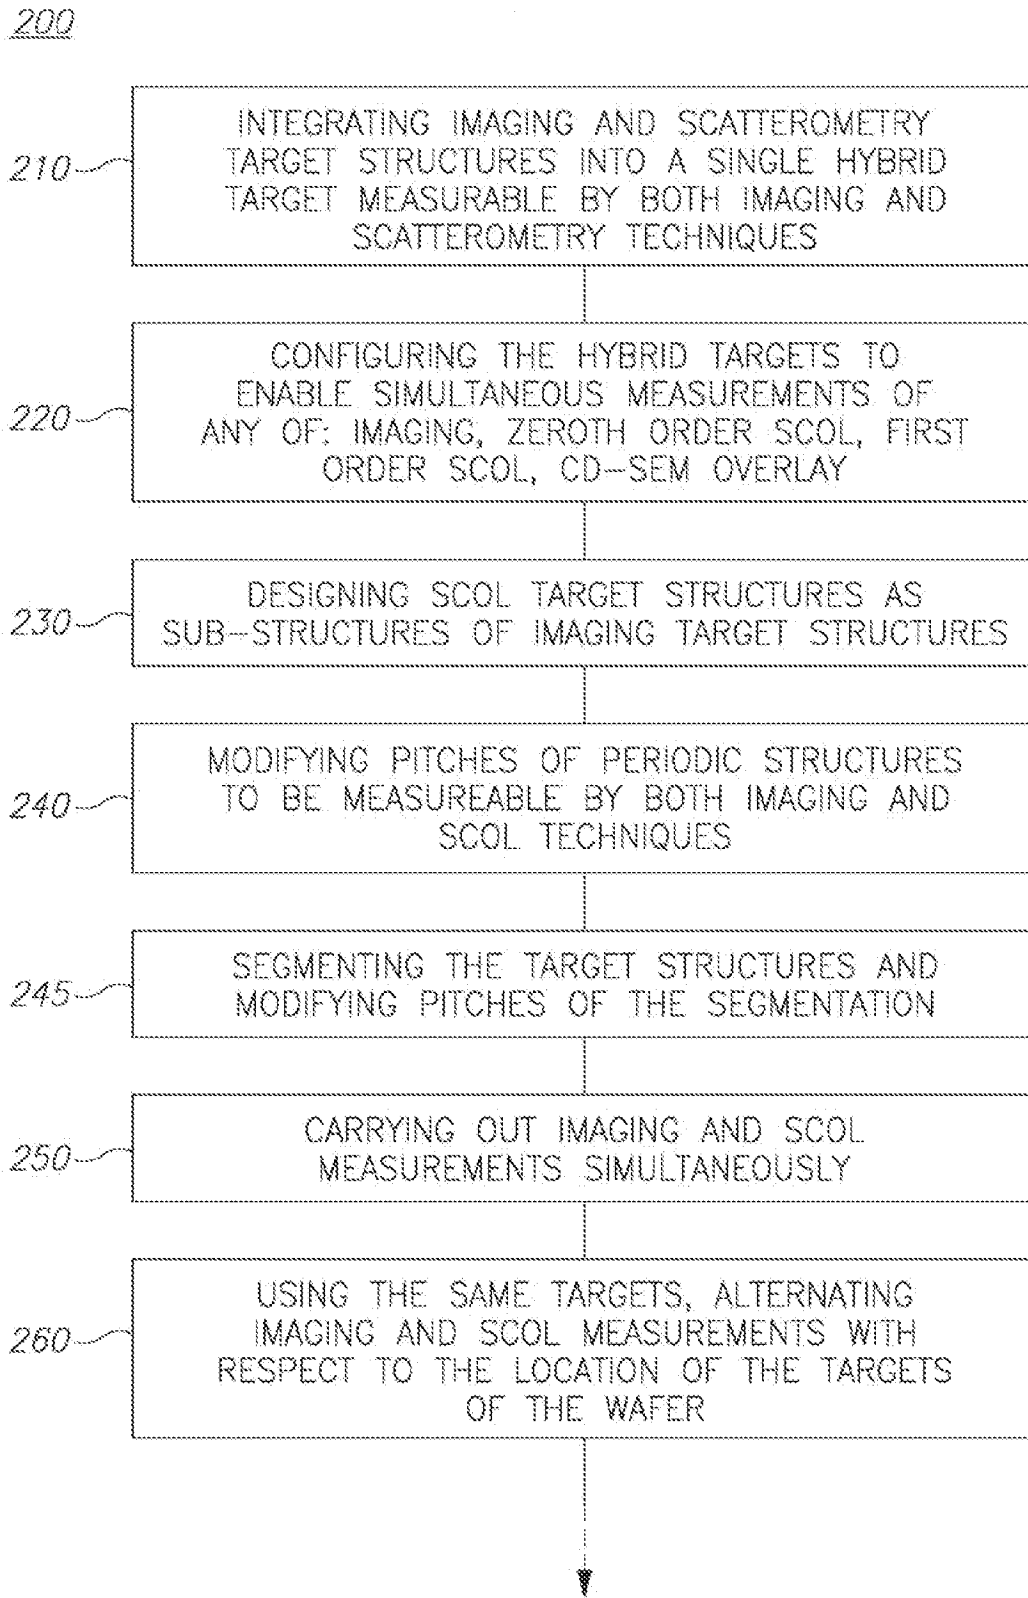 200
210
INTEGRATING IMAGING AND SCATTEROMETRY
TARGET STRUCTURES INTO A SINGLE HYBRID
TARGET MEASURABLE BY BOTH IMAGING AND
SCATTEROMETRY TECHNIQUES
220
CONFIGURING THE HYBRID TARGETS TO
ENABLE SIMULTANEOUS MEASUREMENTS OF
ANY OF: IMAGING, ZEROTH ORDER SCOL, FIRST
ORDER SCOL, CD-SEM OVERLAY
230
DESIGNING SCOL TARGET STRUCTURES AS
SUB-STRUCTURES OF IMAGING TARGET STRUCTURES
240
MODIFYING PITCHES OF PERIODIC STRUCTURES
TO BE MEASUREABLE BY BOTH IMAGING AND
SCOL TECHNIQUES
245
SEGMENTING THE TARGET STRUCTURES AND
MODIFYING PITCHES OF THE SEGMENTATION
250
CARRYING OUT IMAGING AND SCOL
MEASUREMENTS SIMULTANEOUSLY
260
USING THE SAME TARGETS, ALTERNATING
IMAGING AND SCOL MEASUREMENTS WITH
RESPECT TO THE LOCATION OF THE TARGETS
OF THE WAFER